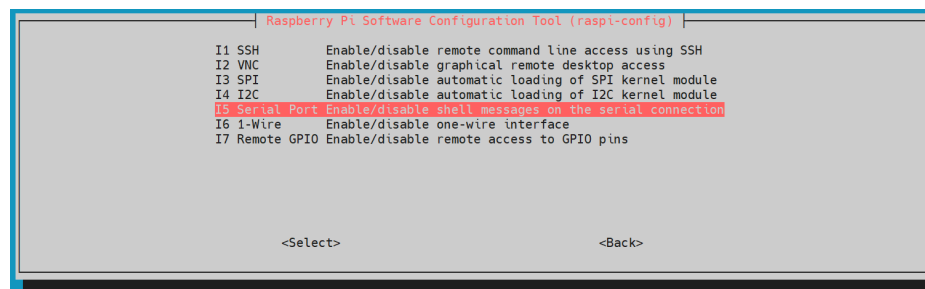 Raspberry Pi Software Configuration Tool (raspi-config)
I1 SSH Enable/disable remote command line access using SSH
I2 VNC Enable/disable graphical remote desktop access
I3 SPI Enable/disable automatic loading of SPI kernel module
I4 I2C Enable/disable automatic loading of I2C kernel module
I5 Serial Port Enable/disable shell messages on the serial connection
I6 1-Wire Enable/disable one-wire interface
I7 Remote GPIO Enable/disable remote access to GPIO pins
<Select> <Back>